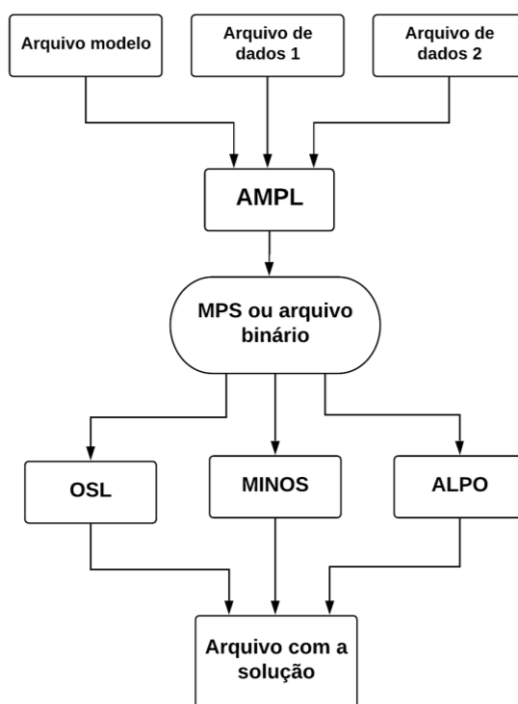 Arquivo modelo
Arquivo de
dados 1
Arquivo de
dados 2
AMPL
MPS ou arquivo
binário
OSL
MINOS
ALPO
Arquivo com a
solução